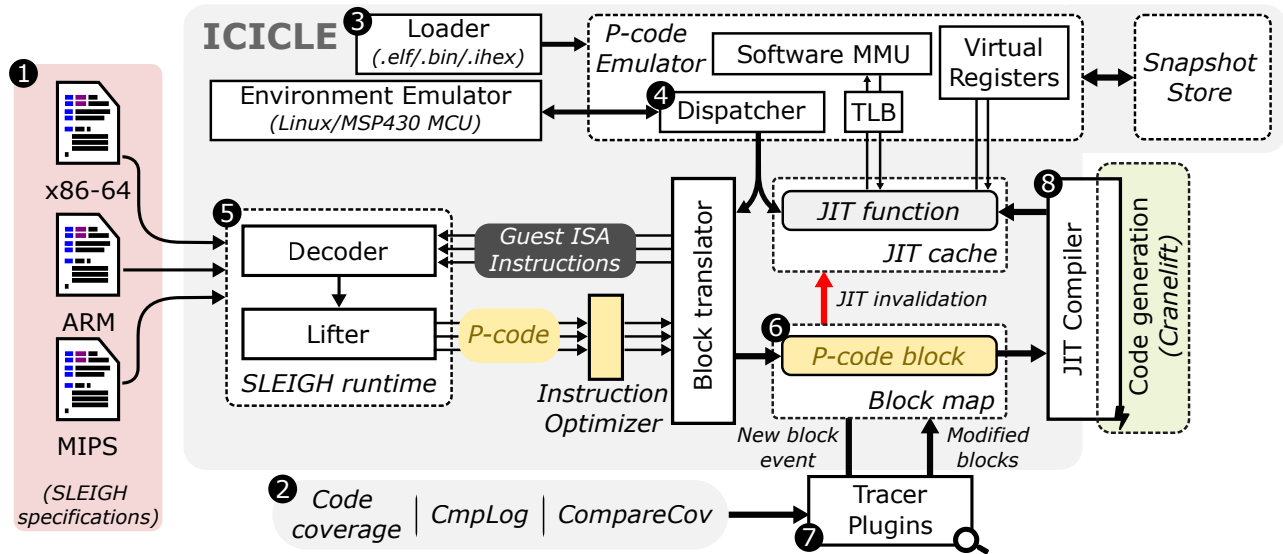 ICICLE
1
x86-64
ARM
MIPS
(SLEIGH
specifications)
3
Loader
(.elf/.bin/.ihex)
Environment Emulator
(Linux/MSP430 MCU)
P-code
Emulator
Software MMU
Virtual
Registers
4
Dispatcher
TLB
Snapshot
Store
5
Decoder
Lifter
SLEIGH runtime
Guest ISA
Instructions
P-code
Instruction
Optimizer
Block translator
JIT function
JIT cache
JIT invalidation
6
P-code block
Block map
8
JIT Compiler
Code generation
(Cranelift)
New block
event
Modified
blocks
2
Code
coverage
CmpLog
CompareCov
7
Tracer
Plugins